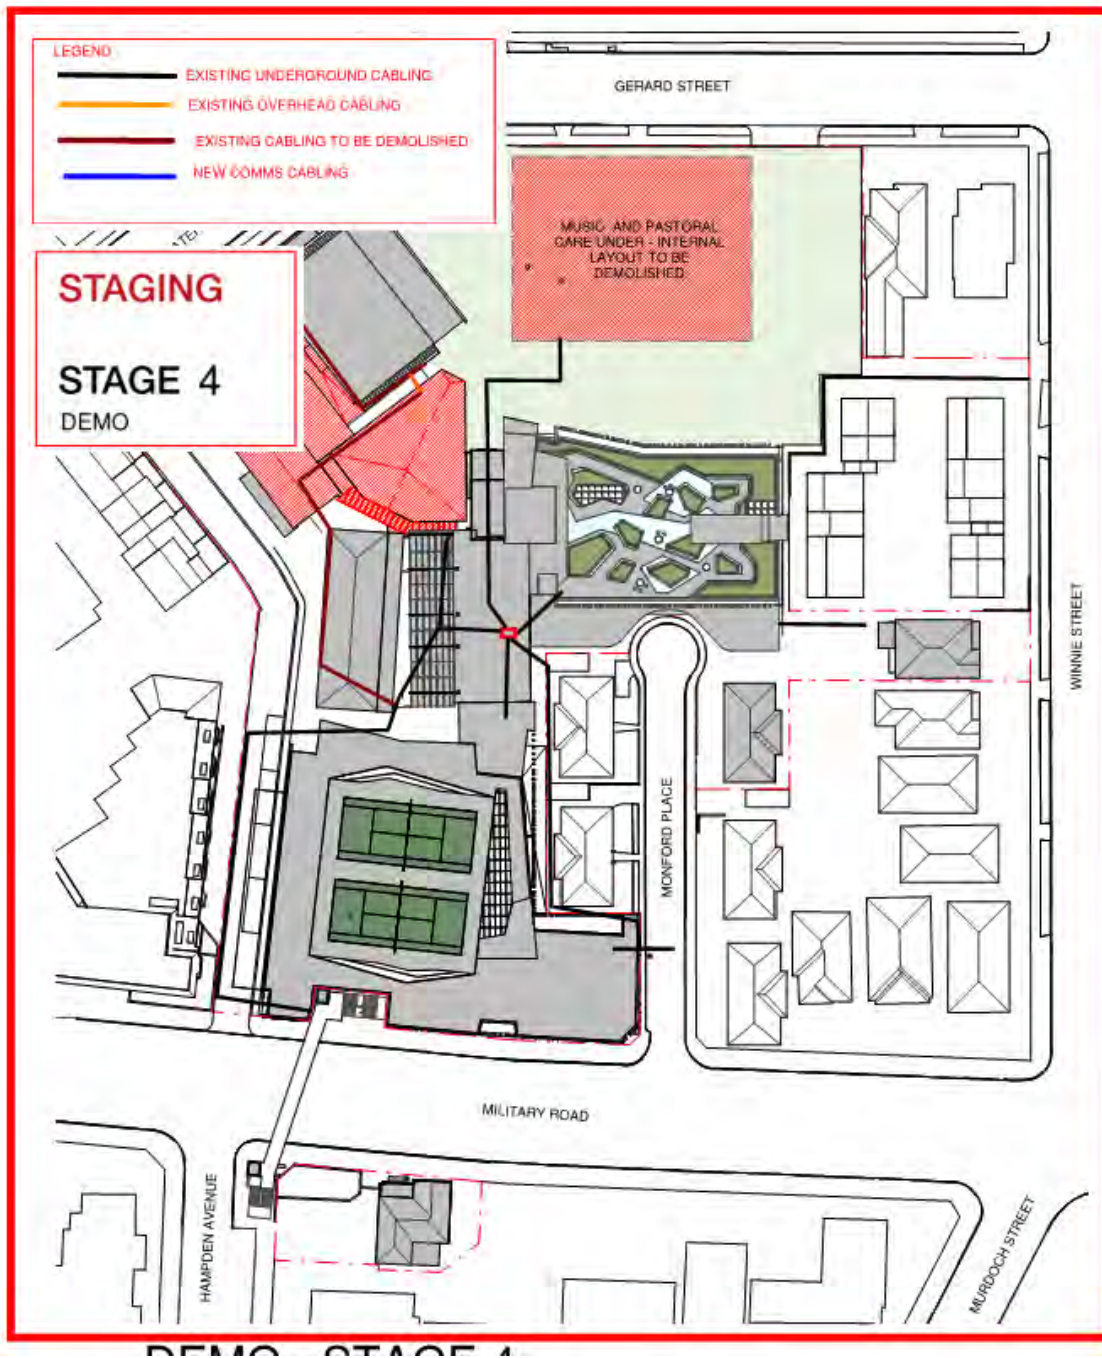 LEGEND
EXISTING UNDERGROUND CABLING
EXISTING OVERHEAD CABLING
EXISTING CABLING TO BE DEMOLISHED
NEW COMMS CABLING
GERARD STREET
STAGING
STAGE 4
DEMO
MUSIC AND PASTORAL
CARE UNDER - INTERNAL
LAYOUT TO BE
DEMOLISHED
WINNIE STREET
MONFORD PLACE
MILITARY ROAD
HAMPDEN AVENUE
MURDOCH STREET